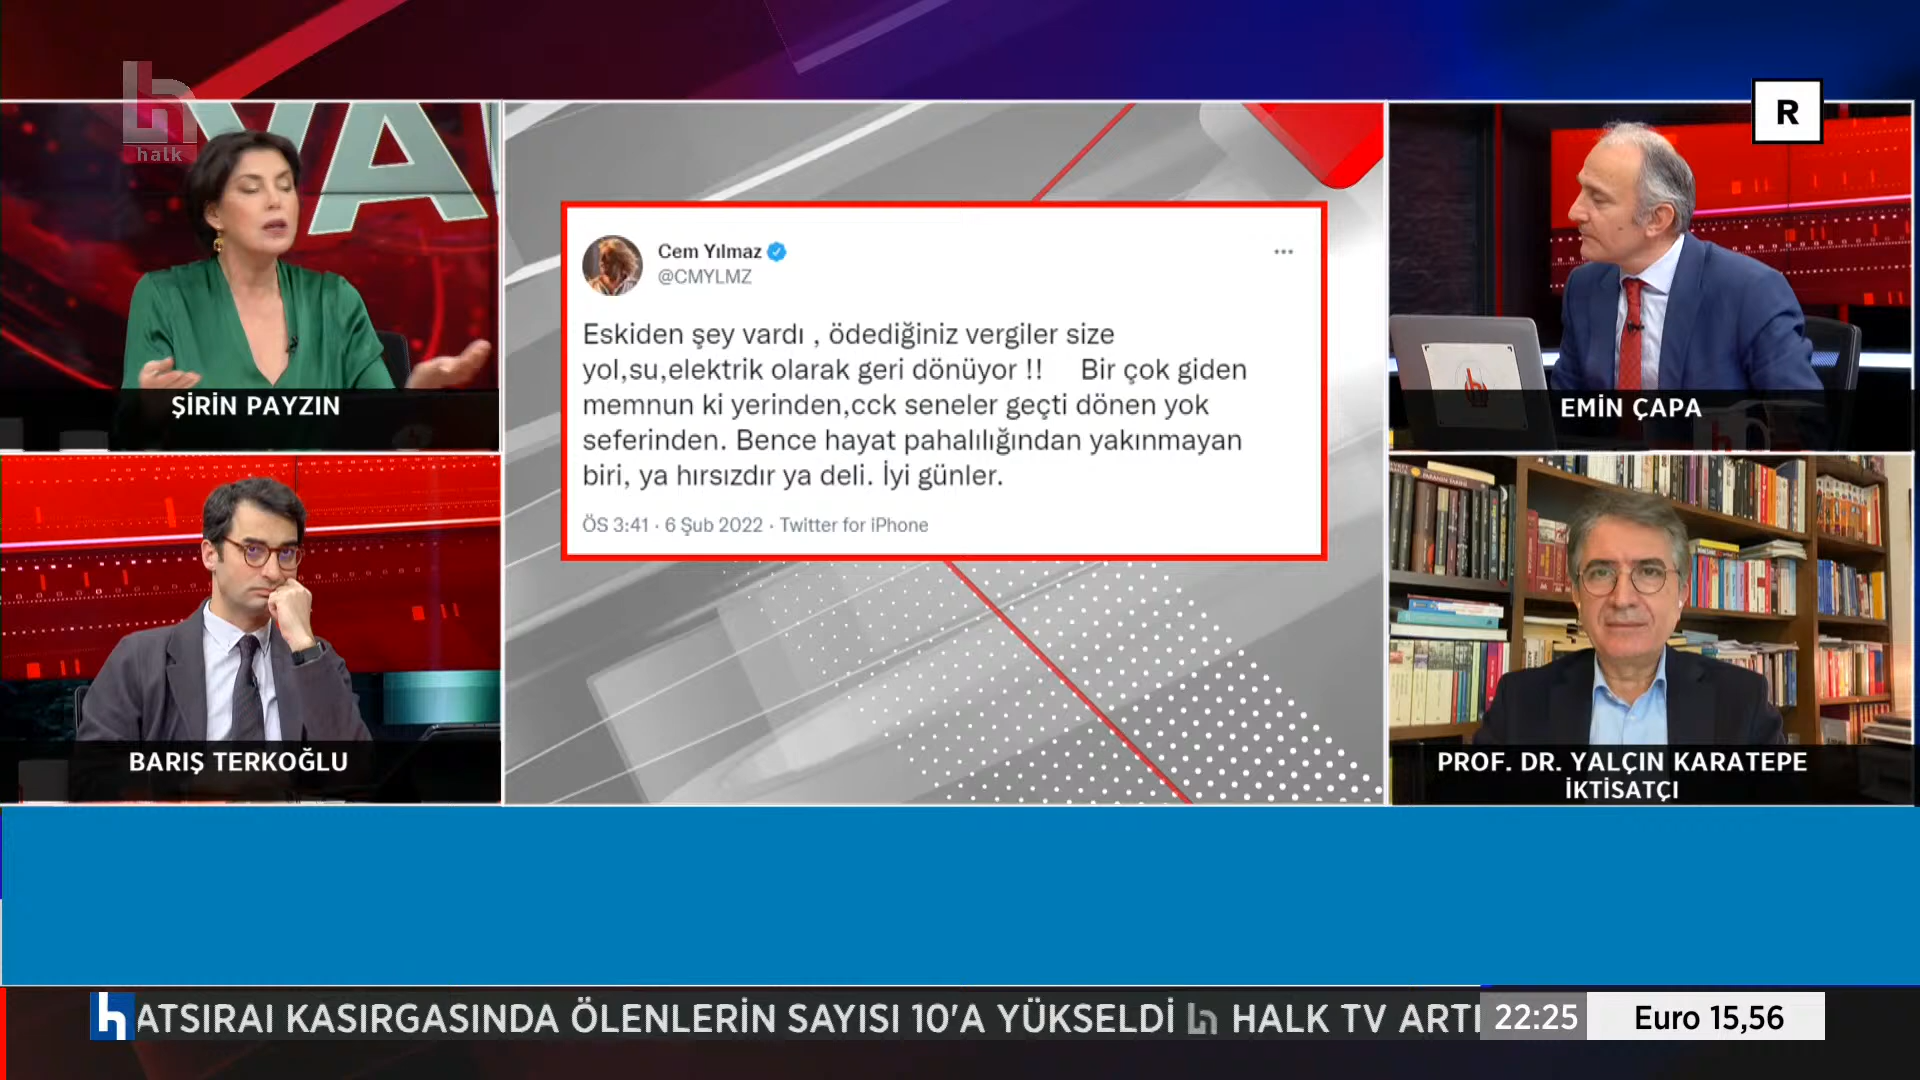 h
halk
VA
R
Cem Yılmaz
@CMYLMZ
Eskiden şey vardı , ödediğiniz vergiler size
yol,su,elektrik olarak geri dönüyor !! Bir çok giden
memnun ki yerinden,cck seneler geçti dönen yok
seferinden. Bence hayat pahalılığından yakınmayan
biri, ya hırsızdır ya deli. İyi günler.
ÖS 3:41 · 6 Şub 2022 · Twitter for iPhone
ŞİRİN PAYZIN
EMİN ÇAPA
BARIŞ TERKOĞLU
PROF. DR. YALÇIN KARATEPE
İKTİSATÇI
h ATSIRAI KASIRGASINDA ÖLENLERİN SAYISI 10'A YÜKSELDİ h HALK TV ARTI 22:25 Euro 15,56